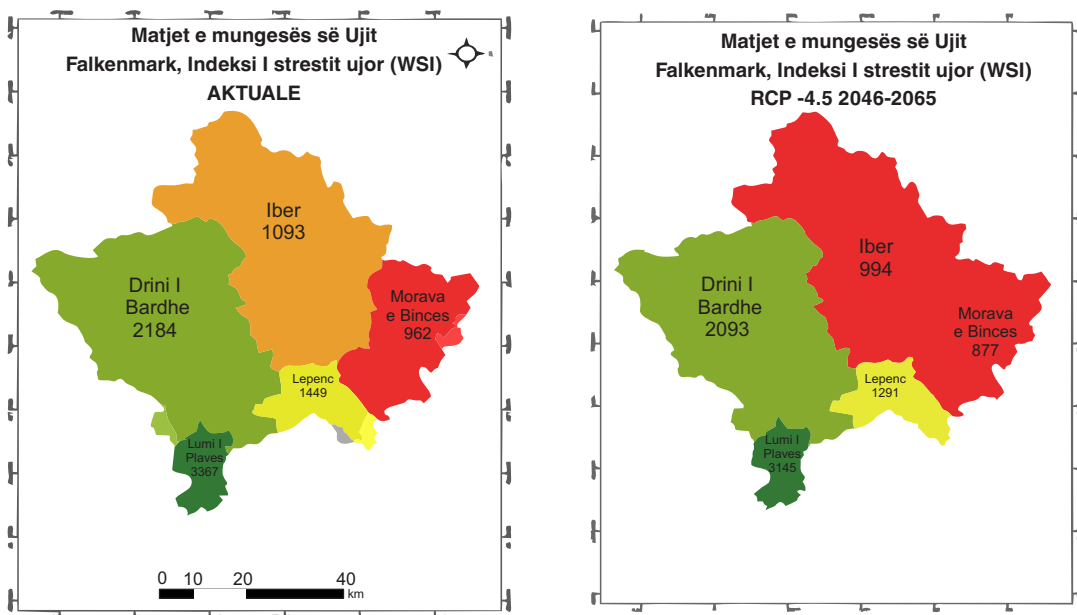 Matjet e mungesës së Ujit
Falkenmark, Indeksi I strestit ujor (WSI)
AKTUALE
Iber
1093
Drini I
Bardhe
2184
Morava
e Binces
962
Lepenc
1449
Lumi I
Plaves
3367
0 10 20 40
km
Matjet e mungesës së Ujit
Falkenmark, Indeksi I strestit ujor (WSI)
RCP -4.5 2046-2065
Iber
994
Drini I
Bardhe
2093
Morava
e Binces
877
Lepenc
1291
Lumi I
Plaves
3145